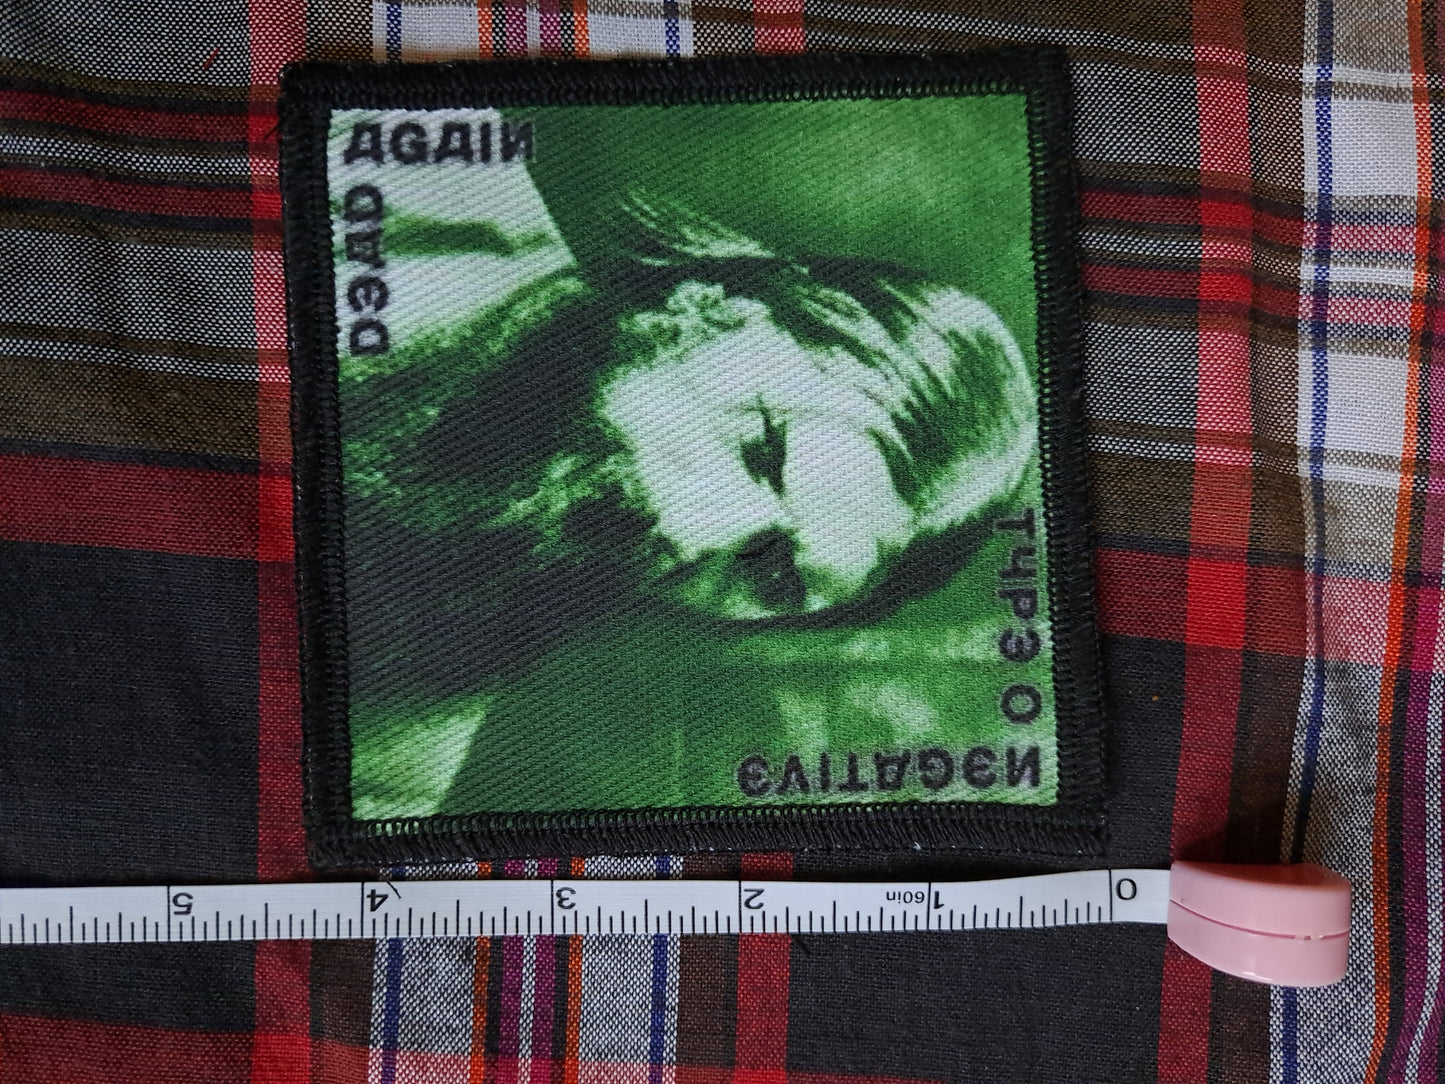 DEAD
AGAIN
TYPE O
NEGATIVE
5 4 3 2 60in 1 0